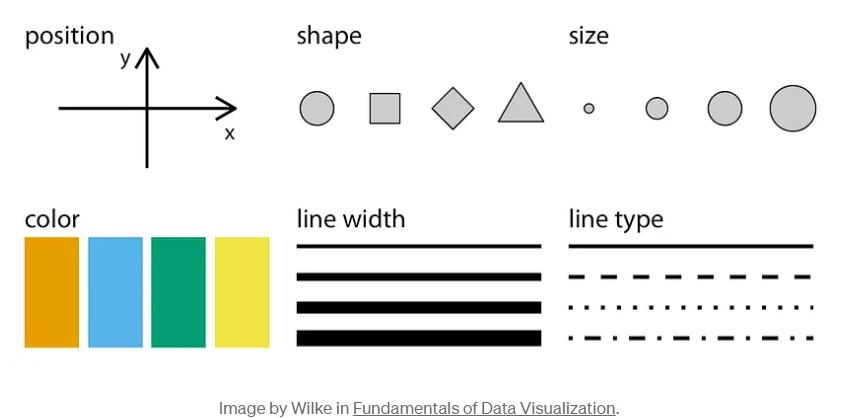 position
y
x
shape
size
color
line width
line type
Image by Wilke in Fundamentals of Data Visualization.